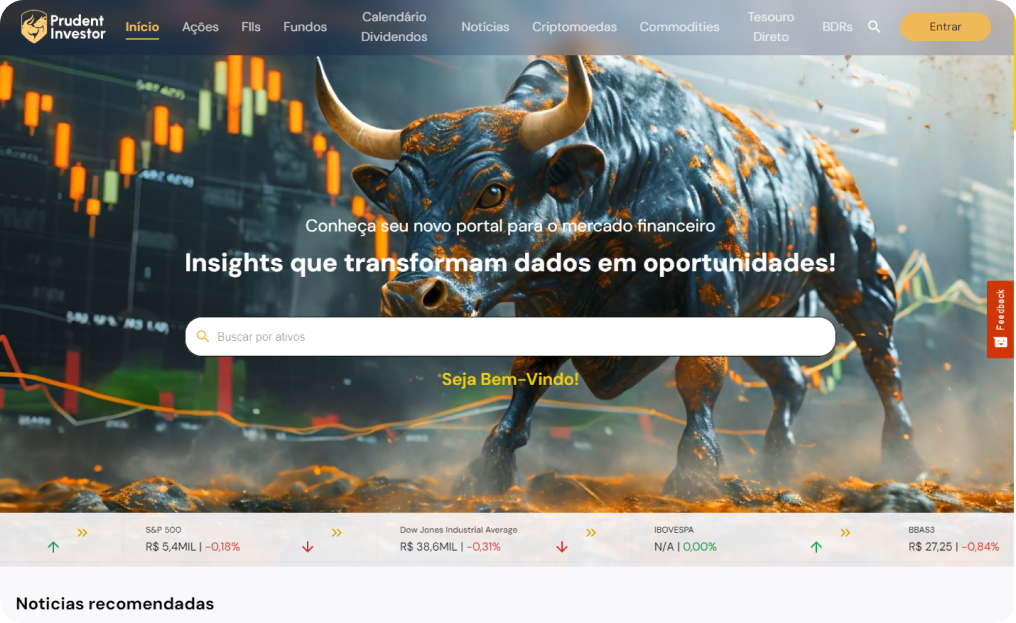 Prudent
Investor
Início
Ações
FIIs
Fundos
Calendário
Dividendos
Notícias
Criptomoedas
Commodities
Tesouro
Direto
BDRs
Entrar
Conheça seu novo portal para o mercado financeiro
Insights que transformam dados em oportunidades!
Buscar por ativos
Seja Bem-Vindo!
Feedback
S&P 500
R$ 5,4MIL | -0,18%
Dow Jones Industrial Average
R$ 38,6MIL | -0,31%
IBOVESPA
N/A | 0,00%
BBAS3
R$ 27,25 | -0,84%
Noticias recomendadas